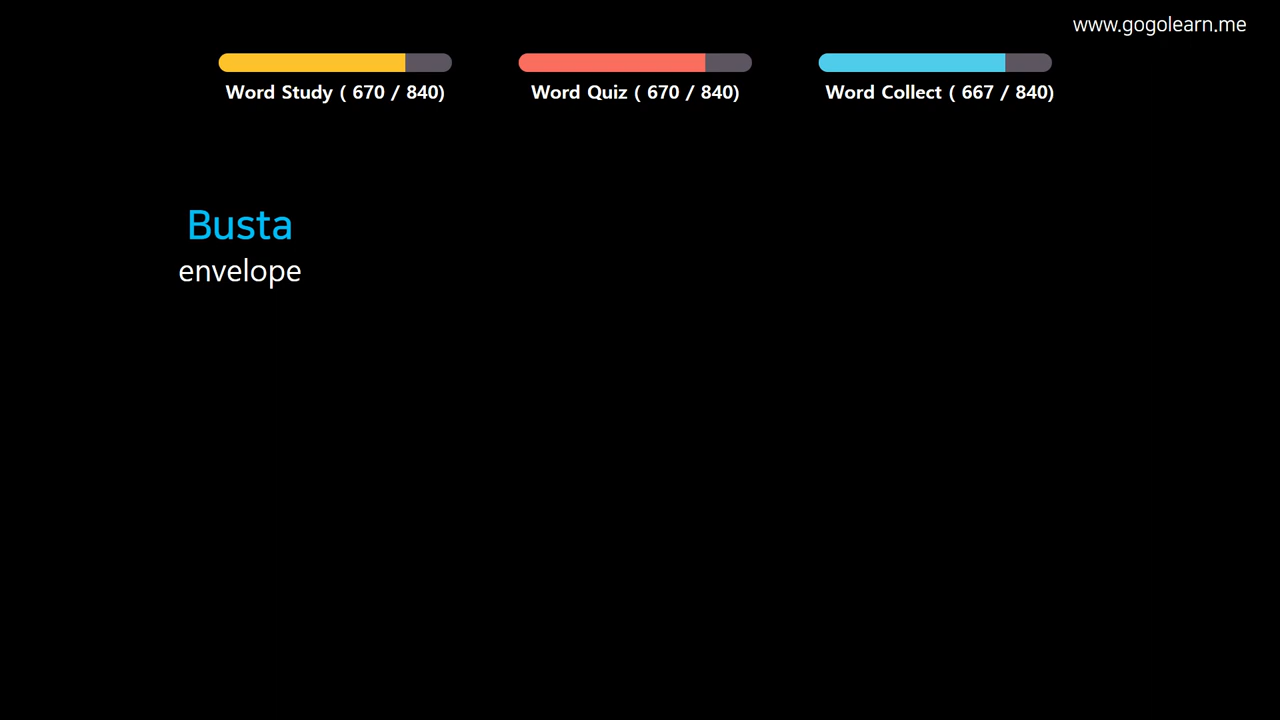 www.gogolearn.me
Word Study ( 670 / 840)
Word Quiz ( 670 / 840)
Word Collect ( 667 / 840)
Busta
envelope